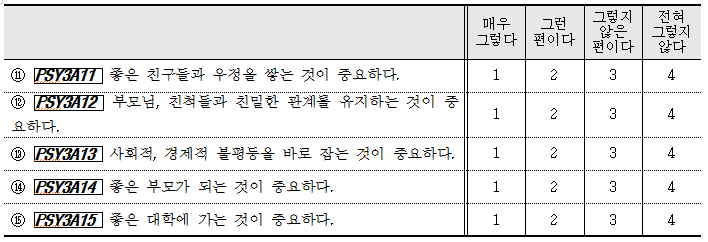 매우 그렇다
그런 편이다
그렇지 않은 편이다
전혀 그렇지 않다
⑪ PSY3A11 좋은 친구들과 우정을 쌓는 것이 중요하다. 1 2 3 4
⑫ PSY3A12 부모님, 친척들과 친밀한 관계를 유지하는 것이 중
요하다. 1 2 3 4
⑬ PSY3A13 사회적, 경제적 불평등을 바로 잡는 것이 중요하다. 1 2 3 4
⑭ PSY3A14 좋은 부모가 되는 것이 중요하다. 1 2 3 4
⑮ PSY3A15 좋은 대학에 가는 것이 중요하다. 1 2 3 4